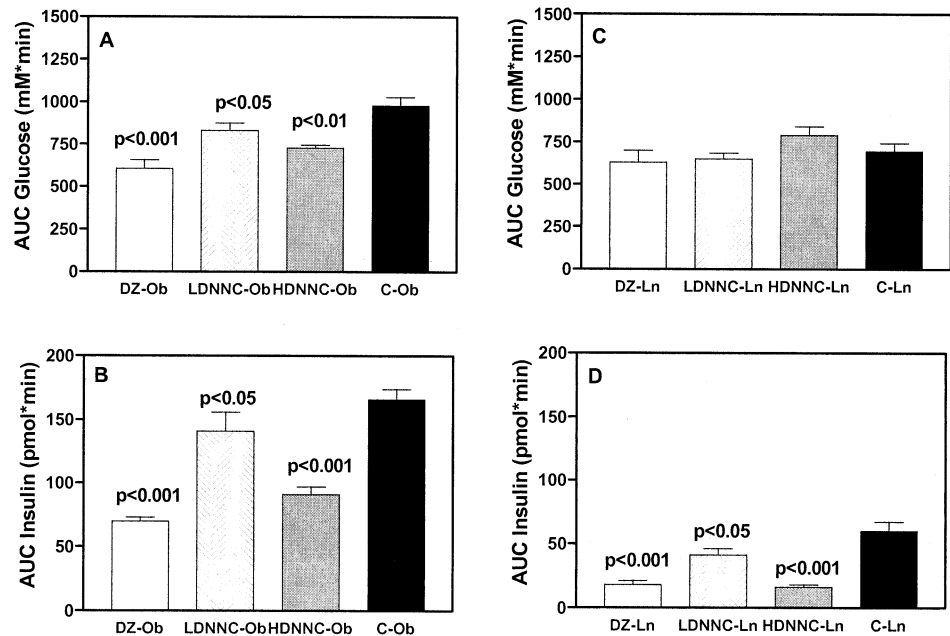 A
AUC Glucose (mM*min)
1500
1250
1000
750
500
250
0
p<0.001
p<0.05
p<0.01
DZ-Ob LDNNC-Ob HDNNC-Ob C-Ob
C
AUC Glucose (mM*min)
1500
1250
1000
750
500
250
0
DZ-Ln LDNNC-Ln HDNNC-Ln C-Ln
B
AUC Insulin (pmol*min)
200
150
100
50
0
p<0.001
p<0.05
p<0.001
DZ-Ob LDNNC-Ob HDNNC-Ob C-Ob
D
AUC Insulin (pmol*min)
200
150
100
50
0
p<0.001
p<0.05
p<0.001
DZ-Ln LDNNC-Ln HDNNC-Ln C-Ln